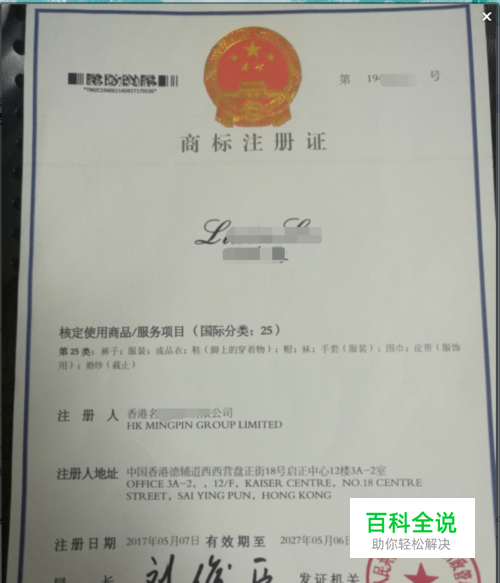 *TMZC19406116D01T170330*
第 19 号
商标注册证
核定使用商品/服务项目（国际分类：25）
第 25 类：裤子；服装；成品衣；鞋（脚上的穿着物）；帽；袜；手套（服装）；围巾；皮带（服饰
用）；婚纱（截止）
注 册 人 香港名 限公司
HK MINGPIN GROUP LIMITED
注册人地址 中国香港德辅道西西营盘正街18号启正中心12楼3A-2室
OFFICE 3A-2，，12/F, KAISER CENTRE, NO.18 CENTRE
STREET, SAI YING PUN, HONG KONG
注册日期 2017年05月07日 有效期至 2027年05月06日
局 长 发证机关
百科全说
助你轻松解决